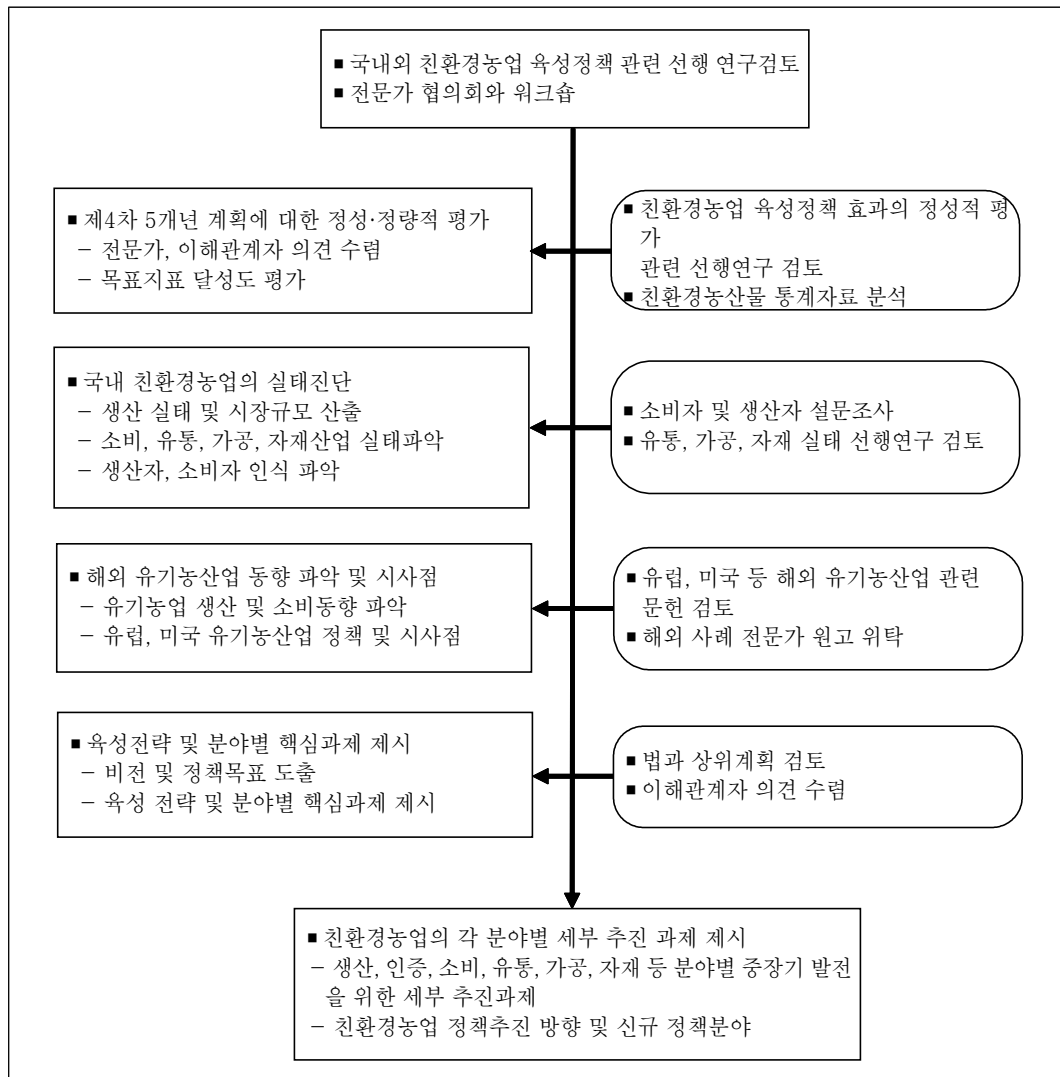 ■ 국내외 친환경농업 육성정책 관련 선행 연구검토
■ 전문가 협의회와 워크숍
■ 제4차 5개년 계획에 대한 정성·정량적 평가
– 전문가, 이해관계자 의견 수렴
– 목표지표 달성도 평가
■ 친환경농업 육성정책 효과의 정성적 평
가
관련 선행연구 검토
■ 친환경농산물 통계자료 분석
■ 국내 친환경농업의 실태진단
– 생산 실태 및 시장규모 산출
– 소비, 유통, 가공, 자재산업 실태파악
– 생산자, 소비자 인식 파악
■ 소비자 및 생산자 설문조사
■ 유통, 가공, 자재 실태 선행연구 검토
■ 해외 유기농산업 동향 파악 및 시사점
– 유기농업 생산 및 소비동향 파악
– 유럽, 미국 유기농산업 정책 및 시사점
■ 유럽, 미국 등 해외 유기농산업 관련
문헌 검토
■ 해외 사례 전문가 원고 위탁
■ 육성전략 및 분야별 핵심과제 제시
– 비전 및 정책목표 도출
– 육성 전략 및 분야별 핵심과제 제시
■ 법과 상위계획 검토
■ 이해관계자 의견 수렴
■ 친환경농업의 각 분야별 세부 추진 과제 제시
– 생산, 인증, 소비, 유통, 가공, 자재 등 분야별 중장기 발전
을 위한 세부 추진과제
– 친환경농업 정책추진 방향 및 신규 정책분야